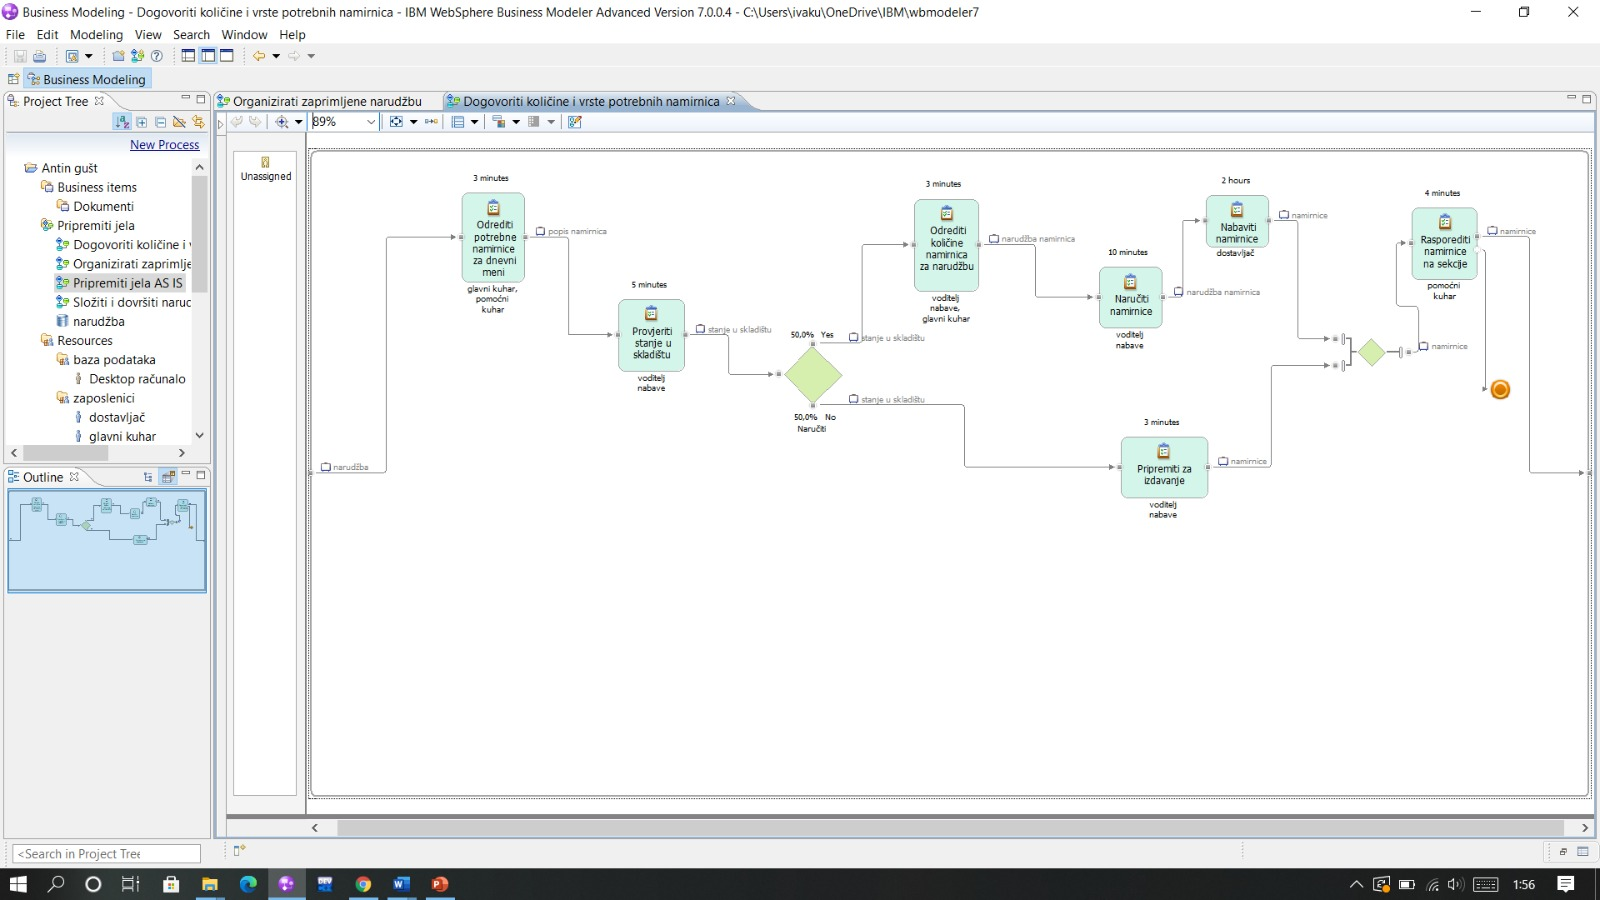 Business Modeling - Dogovoriti količine i vrste potrebnih namirnica - IBM WebSphere Business Modeler Advanced Version 7.0.0.4 - C:\Users\ivaku\OneDrive\IBM\wbmodeler7
File Edit Modeling View Search Window Help
Business Modeling
Project Tree
New Process
Antin gušt
Business items
Dokumenti
Pripremiti jela
Dogovoriti količine i
Organizirati zaprimlje
Pripremiti jela AS IS
Složiti i dovršiti naruc
narudžba
Resources
baza podataka
Desktop računalo
zaposlenici
dostavljač
glavni kuhar
Outline
<Search in Project Tree
Organizirati zaprimljene narudžbu
Dogovoriti količine i vrste potrebnih namirnica
89%
Unassigned
narudžba
3 minutes
Odrediti
potrebne
namirnice
za dnevni
meni
glavni kuhar,
pomoćni
kuhar
popis namirnica
5 minutes
Provjeriti
stanje u
skladištu
voditelj
nabave
stanje u skladištu
50,0% Yes
50,0% No
Naručiti
stanje u skladištu
stanje u skladištu
3 minutes
Odrediti
količine
namirnica
za narudžbu
voditelj
nabave,
glavni kuhar
narudžba namirnica
10 minutes
Naručiti
namirnice
voditelj
nabave
narudžba namirnica
2 hours
Nabaviti
namirnice
dostavljač
namirnice
3 minutes
Pripremiti za
izdavanje
voditelj
nabave
namirnice
namirnice
4 minutes
Rasporediti
namirnice
na sekcije
pomoćni
kuhar
namirnice
1:56